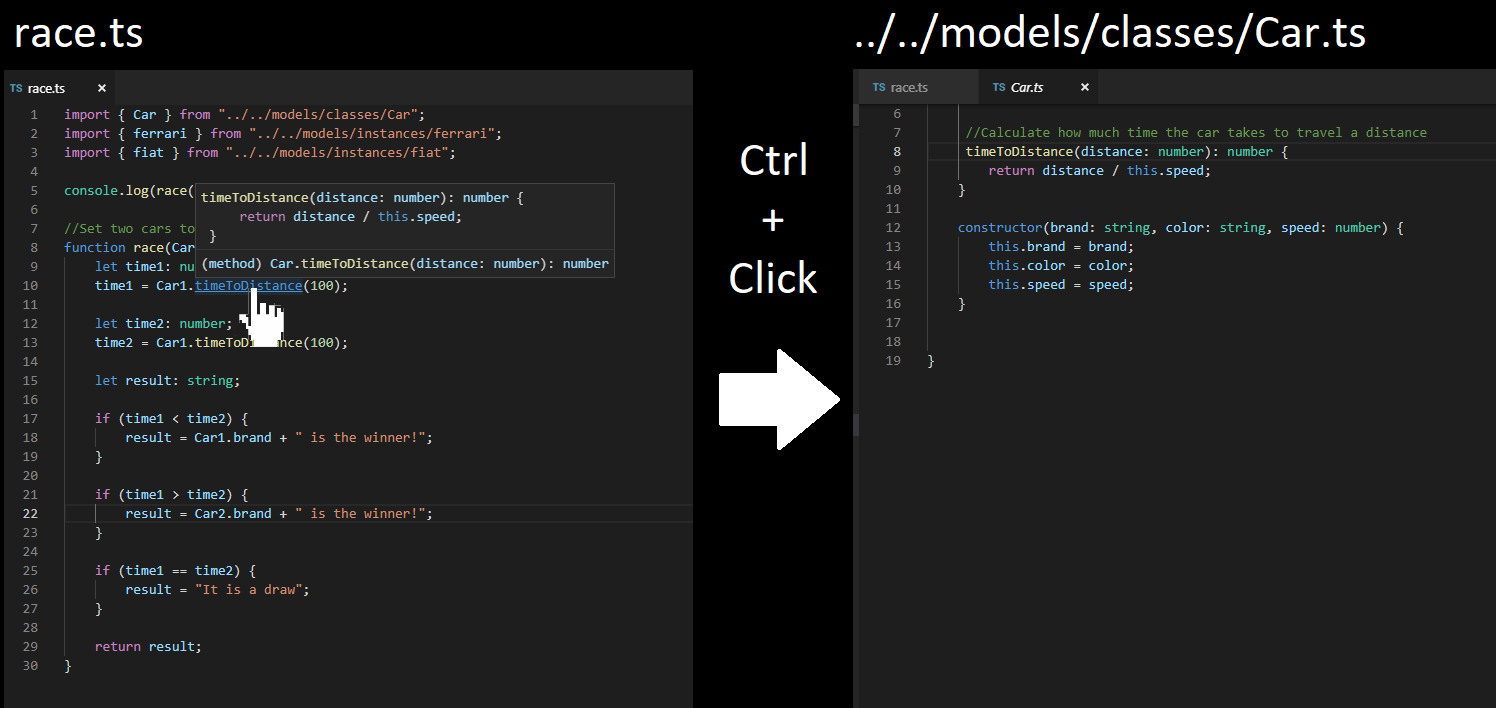 race.ts
TS race.ts ×
1 import { Car } from "../../models/classes/Car";
2 import { ferrari } from "../../models/instances/ferrari";
3 import { fiat } from "../../models/instances/fiat";
4
5 console.log(race(
6
7 //Set two cars to
8 function race(Car
9 let time1: nu
10 time1 = Car1.timeToDistance(100);
11
12 let time2: number;
13 time2 = Car1.timeToDistance(100);
14
15 let result: string;
16
17 if (time1 < time2) {
18 result = Car1.brand + " is the winner!";
19 }
20
21 if (time1 > time2) {
22 result = Car2.brand + " is the winner!";
23 }
24
25 if (time1 == time2) {
26 result = "It is a draw";
27 }
28
29 return result;
30 }
timeToDistance(distance: number): number {
return distance / this.speed;
}
(method) Car.timeToDistance(distance: number): number
Ctrl
+
Click
../../models/classes/Car.ts
TS race.ts TS Car.ts ×
6
7 //Calculate how much time the car takes to travel a distance
8 timeToDistance(distance: number): number {
9 return distance / this.speed;
10 }
11
12 constructor(brand: string, color: string, speed: number) {
13 this.brand = brand;
14 this.color = color;
15 this.speed = speed;
16 }
17
18
19 }